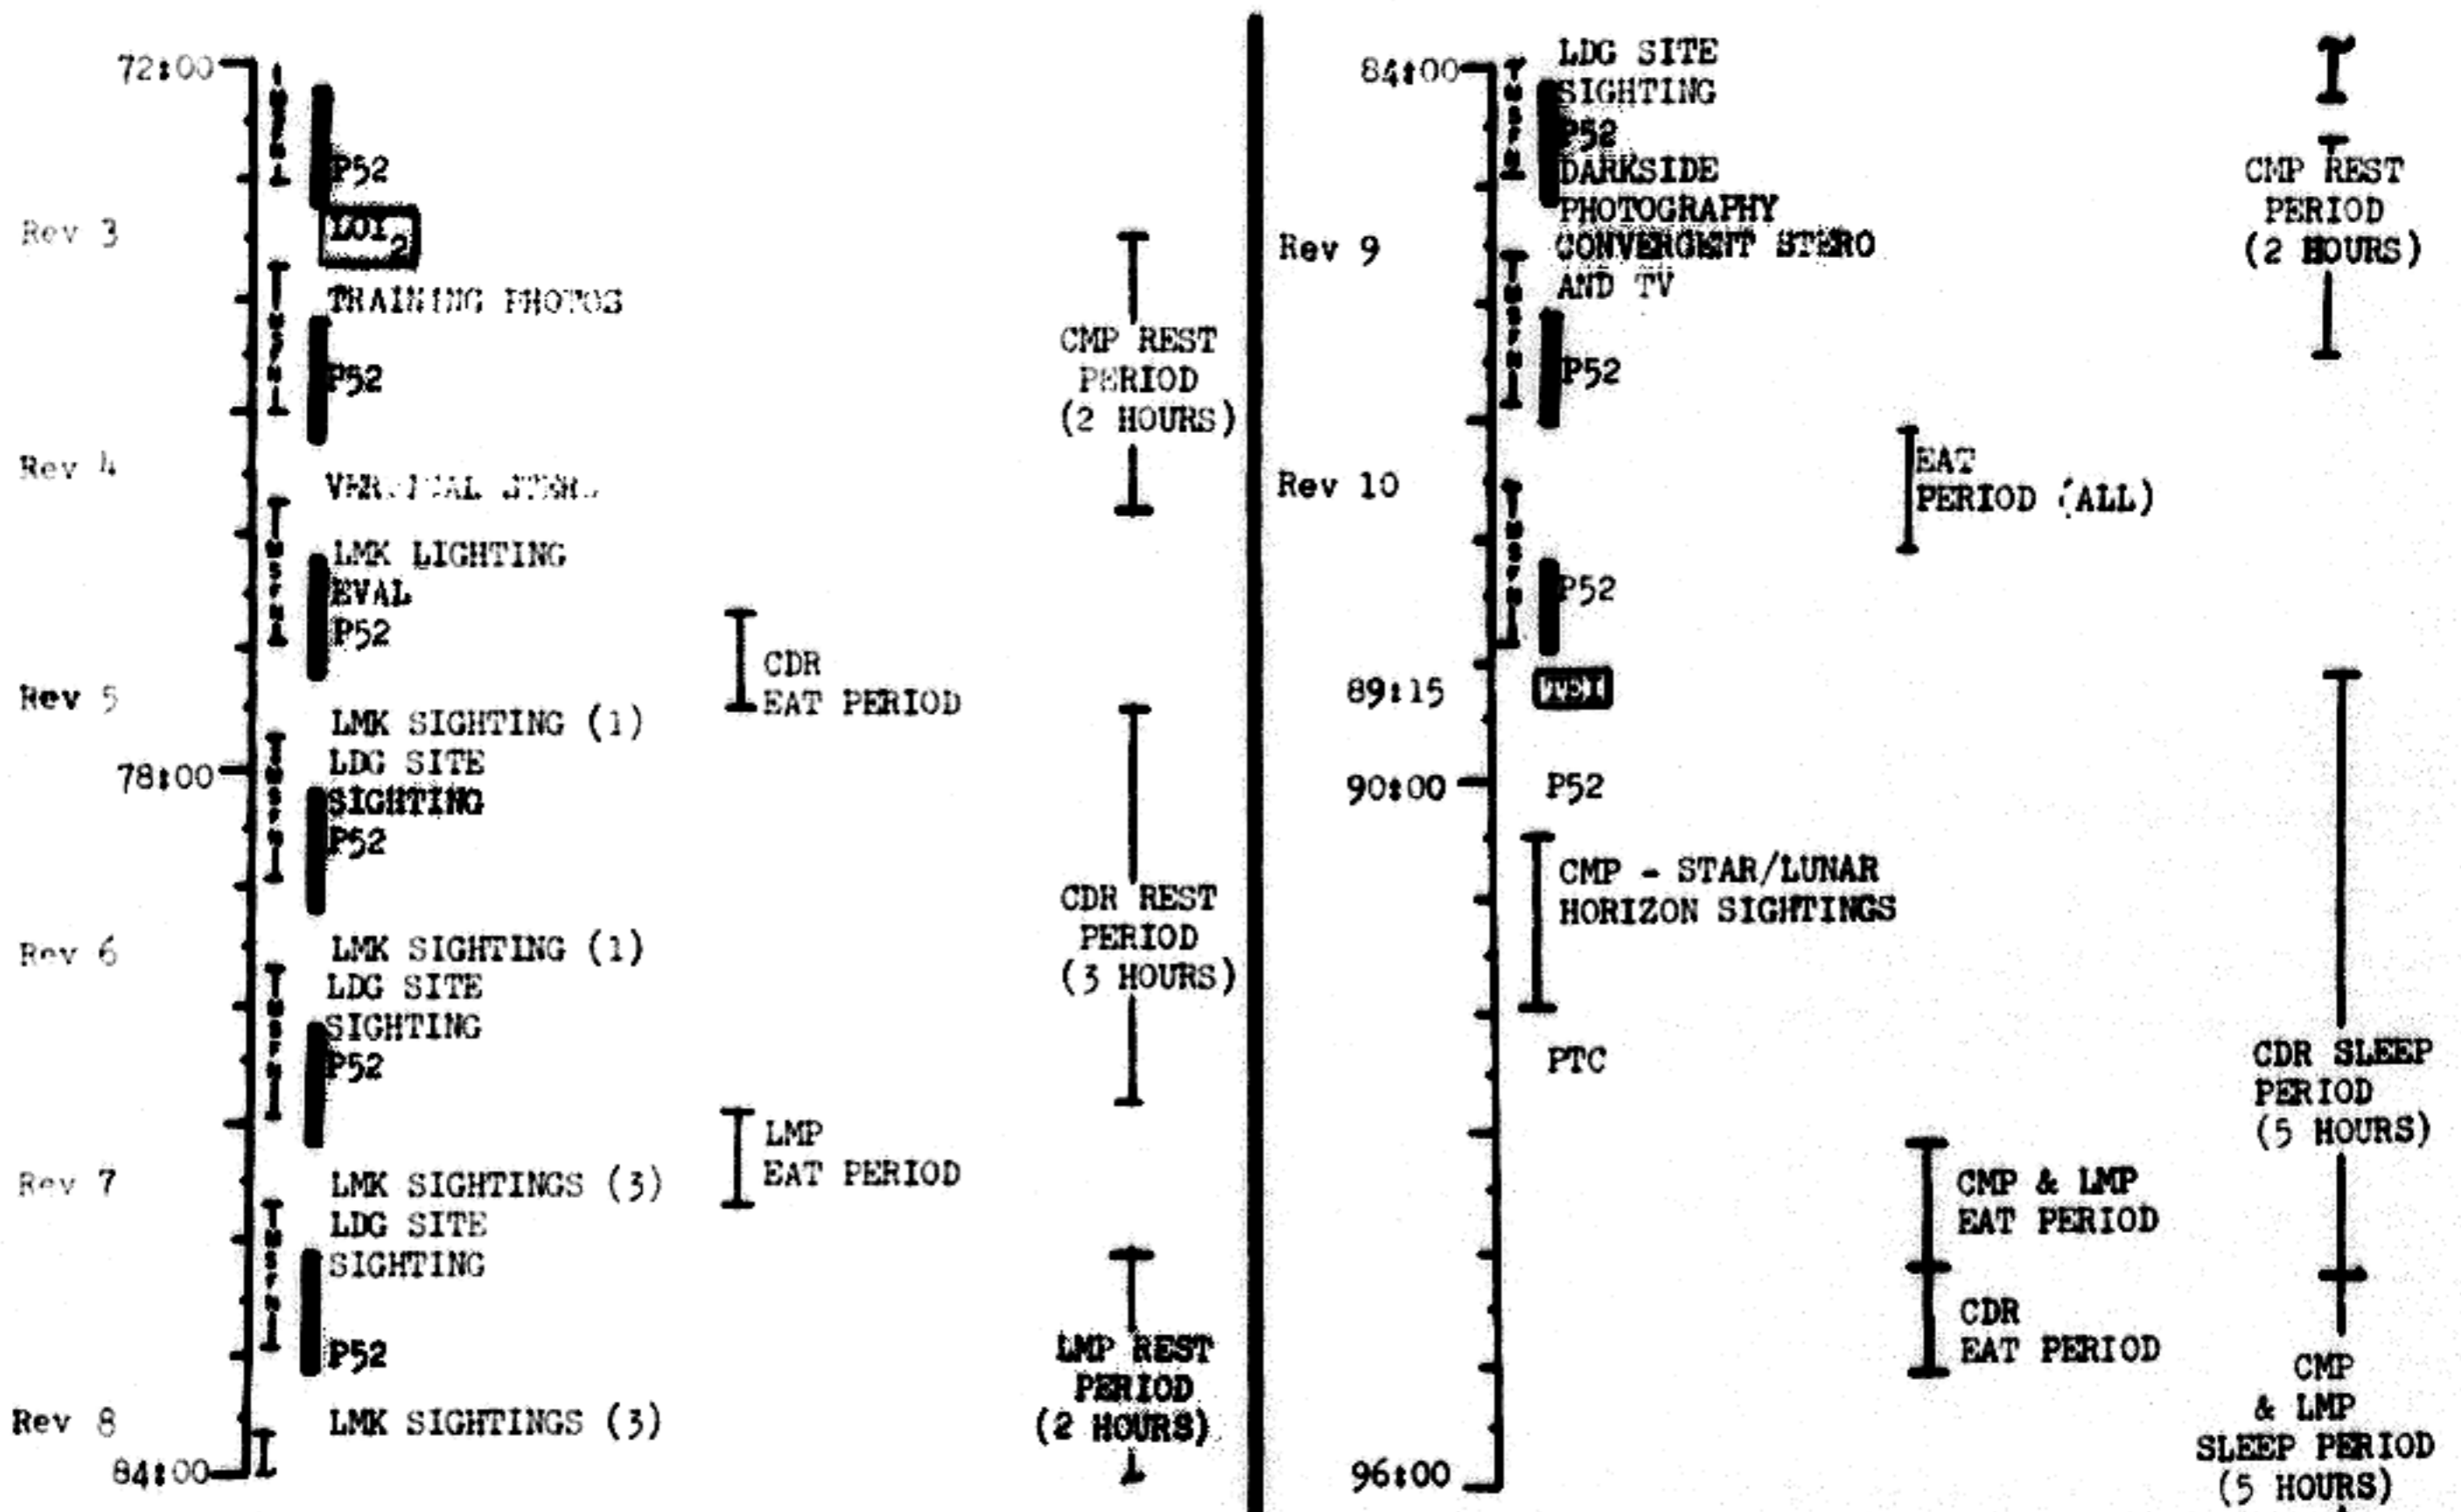 72:00
P52
LOI2
Rev 3
TRAINING PHOTOS
P52
CMP REST
PERIOD
(2 HOURS)
Rev 4
LMK LIGHTING
EVAL
P52
CDR
EAT PERIOD
Rev 5
LMK SIGHTING (1)
LDG SITE
78:00
SIGHTING
P52
CDR REST
PERIOD
(3 HOURS)
Rev 6
LMK SIGHTING (1)
LDG SITE
SIGHTING
P52
LMP
EAT PERIOD
Rev 7
LMK SIGHTINGS (3)
LDG SITE
SIGHTING
P52
LMP REST
PERIOD
(2 HOURS)
Rev 8
LMK SIGHTINGS (3)
84:00
84:00
LDG SITE
SIGHTING
P52
DARKSIDE
PHOTOGRAPHY
Rev 9
CONVERGENT STERO
AND TV
CMP REST
PERIOD
(2 HOURS)
P52
EAT
PERIOD (ALL)
Rev 10
P52
89:15
TEI
90:00
P52
CMP - STAR/LUNAR
HORIZON SIGHTINGS
PTC
CDR SLEEP
PERIOD
(5 HOURS)
CMP & LMP
EAT PERIOD
CDR
EAT PERIOD
CMP
& LMP
SLEEP PERIOD
(5 HOURS)
96:00